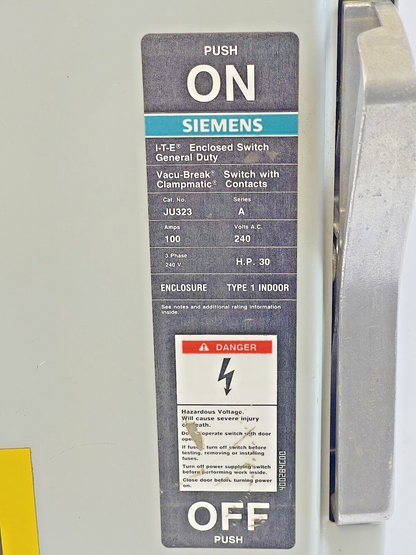 PUSH
ON
SIEMENS
I-T-E® Enclosed Switch
General Duty
Vacu-Break® Switch with
Clampmatic® Contacts
Cat. No. Series
JU323 A
Amps Volts A.C.
100 240
3 Phase
240 V H.P. 30
ENCLOSURE TYPE 1 INDOOR
See notes and additional rating information
inside.
DANGER
Hazardous Voltage.
Will cause severe injury
or death.
Do operate switch with door
open.
If fused, turn off switch before
testing, removing or installing
fuses.
Turn off power supplying switch
before performing work inside.
Close door before turning power
on.
OFF
PUSH